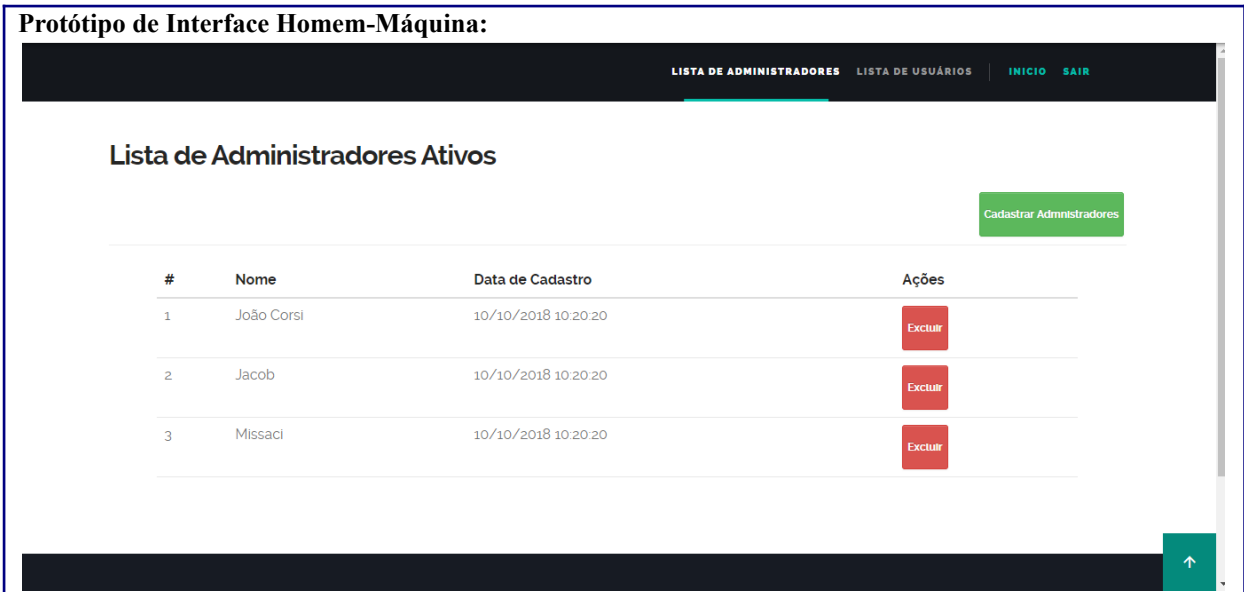 Protótipo de Interface Homem-Máquina:
LISTA DE ADMINISTRADORES LISTA DE USUÁRIOS INICIO SAIR
Lista de Administradores Ativos
Cadastrar Admnistradores
# Nome Data de Cadastro Ações
1 João Corsi 10/10/2018 10:20:20 Excluir
2 Jacob 10/10/2018 10:20:20 Excluir
3 Missaci 10/10/2018 10:20:20 Excluir